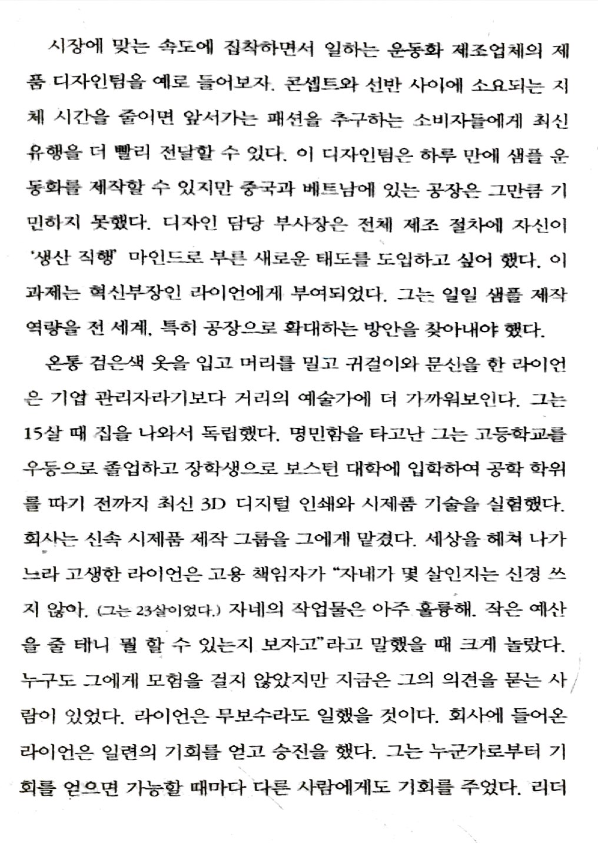 시장에 맞는 속도에 집착하면서 일하는 운동화 제조업체의 제
품 디자인팀을 예로 들어보자. 콘셉트와 선반 사이에 소요되는 지
체 시간을 줄이면 앞서가는 패션을 추구하는 소비자들에게 최신
유행을 더 빨리 전달할 수 있다. 이 디자인팀은 하루 만에 샘플 운
동화를 제작할 수 있지만 중국과 베트남에 있는 공장은 그만큼 기
민하지 못했다. 디자인 담당 부사장은 전체 제조 절차에 자신이
‘생산 직행’ 마인드로 부른 새로운 태도를 도입하고 싶어 했다. 이
과제는 혁신부장인 라이언에게 부여되었다. 그는 일일 샘플 제작
역량을 전 세계, 특히 공장으로 확대하는 방안을 찾아내야 했다.
온통 검은색 옷을 입고 머리를 밀고 귀걸이와 문신을 한 라이언
은 기업 관리자라기보다 거리의 예술가에 더 가까워보인다. 그는
15살 때 집을 나와서 독립했다. 명민함을 타고난 그는 고등학교를
우등으로 졸업하고 장학생으로 보스턴 대학에 입학하여 공학 학위
를 따기 전까지 최신 3D 디지털 인쇄와 시제품 기술을 실험했다.
회사는 신속 시제품 제작 그룹을 그에게 맡겼다. 세상을 헤쳐 나가
느라 고생한 라이언은 고용 책임자가 “자네가 몇 살인지는 신경 쓰
지 않아. (그는 23살이었다.) 자네의 작업물은 아주 훌륭해. 작은 예산
을 줄 테니 뭘 할 수 있는지 보자고”라고 말했을 때 크게 놀랐다.
누구도 그에게 모험을 걸지 않았지만 지금은 그의 의견을 묻는 사
람이 있었다. 라이언은 무보수라도 일했을 것이다. 회사에 들어온
라이언은 일련의 기회를 얻고 승진을 했다. 그는 누군가로부터 기
회를 얻으면 가능할 때마다 다른 사람에게도 기회를 주었다. 리더